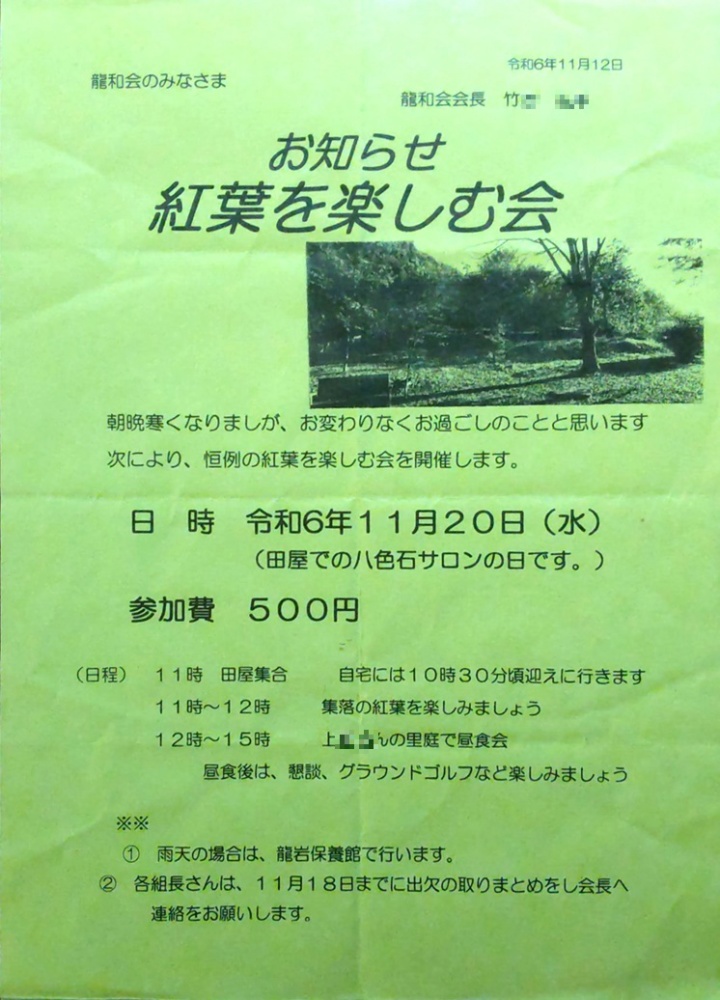 令和6年11月12日
龍和会のみなさま
龍和会会長　竹
お知らせ
紅葉を楽しむ会
朝晩寒くなりましが、お変わりなくお過ごしのことと思います
次により、恒例の紅葉を楽しむ会を開催します。
日　時　令和6年１１月２０日（水）
（田屋での八色石サロンの日です。）
参加費　５００円
（日程）　１１時　田屋集合　　自宅には１０時３０分頃迎えに行きます
１１時～１２時　　集落の紅葉を楽しみましょう
１２時～１５時　　上んの里庭で昼食会
昼食後は、懇談、グラウンドゴルフなど楽しみましょう
※※
①　雨天の場合は、龍岩保養館で行います。
②　各組長さんは、１１月１８日までに出欠の取りまとめをし会長へ
連絡をお願いします。